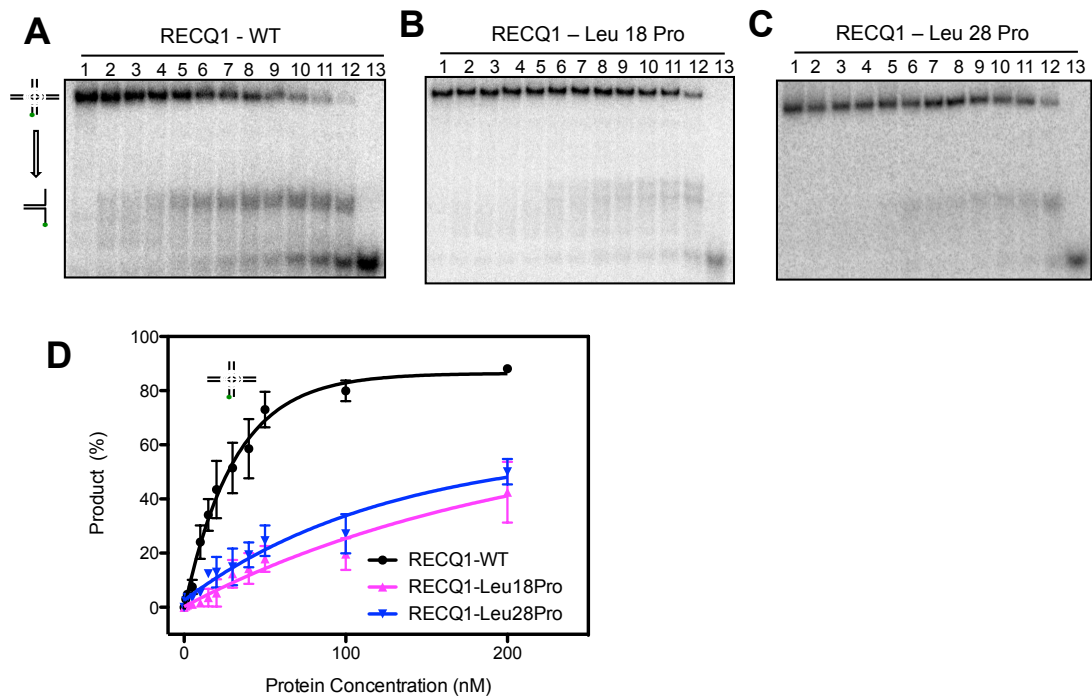 A
RECQ1 - WT
1 2 3 4 5 6 7 8 9 10 11 12 13
B
RECQ1 – Leu 18 Pro
1 2 3 4 5 6 7 8 9 10 11 12 13
C
RECQ1 – Leu 28 Pro
1 2 3 4 5 6 7 8 9 10 11 12 13
D
100
80
60
40
20
0
Product (%)
RECQ1-WT
RECQ1-Leu18Pro
RECQ1-Leu28Pro
0 100 200
Protein Concentration (nM)